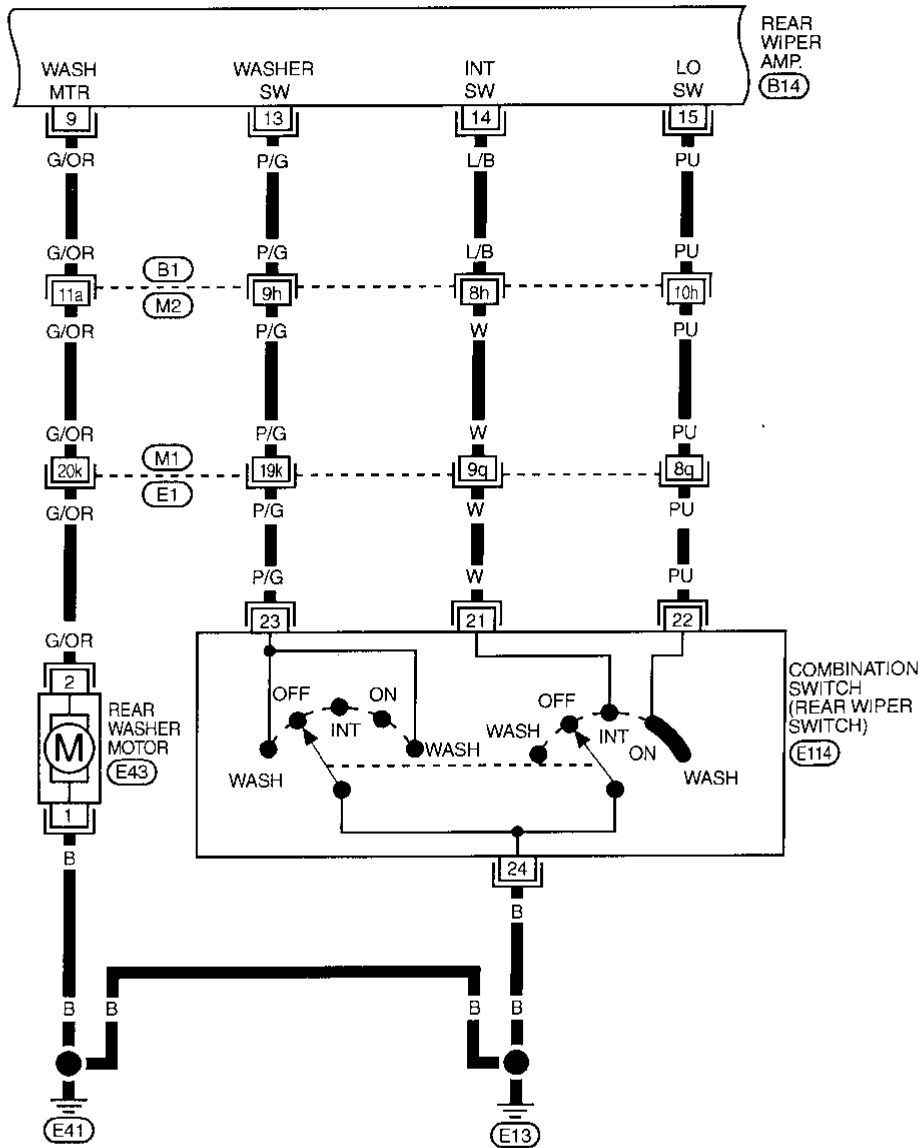 REAR
WIPER
AMP.
B14
WASH
MTR
WASHER
SW
INT
SW
LO
SW
9
13
14
15
G/OR
P/G
L/B
PU
G/OR
P/G
L/B
PU
11a
B1
M2
9h
8h
10h
G/OR
P/G
W
PU
G/OR
P/G
W
PU
20k
M1
E1
19k
9q
8q
G/OR
P/G
W
PU
G/OR
P/G
W
PU
23
21
22
2
M
1
REAR
WASHER
MOTOR
E43
OFF
INT
ON
WASH
WASH
WASH
OFF
INT
ON
WASH
COMBINATION
SWITCH
(REAR WIPER
SWITCH)
E114
24
B
B
B
B
B
B
E41
E13